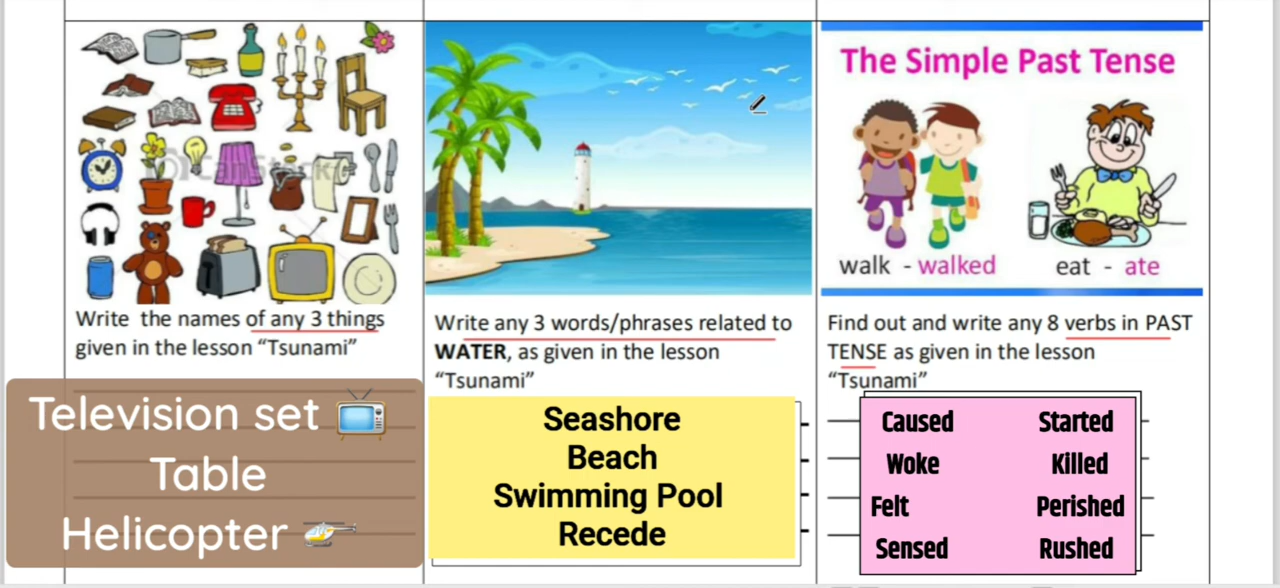 CanStock
Write the names of any 3 things
given in the lesson “Tsunami”
Television set
Table
Helicopter
Write any 3 words/phrases related to
WATER, as given in the lesson
“Tsunami”
Seashore
Beach
Swimming Pool
Recede
The Simple Past Tense
walk - walked
eat - ate
Find out and write any 8 verbs in PAST
TENSE as given in the lesson
“Tsunami”
Caused Started
Woke Killed
Felt Perished
Sensed Rushed